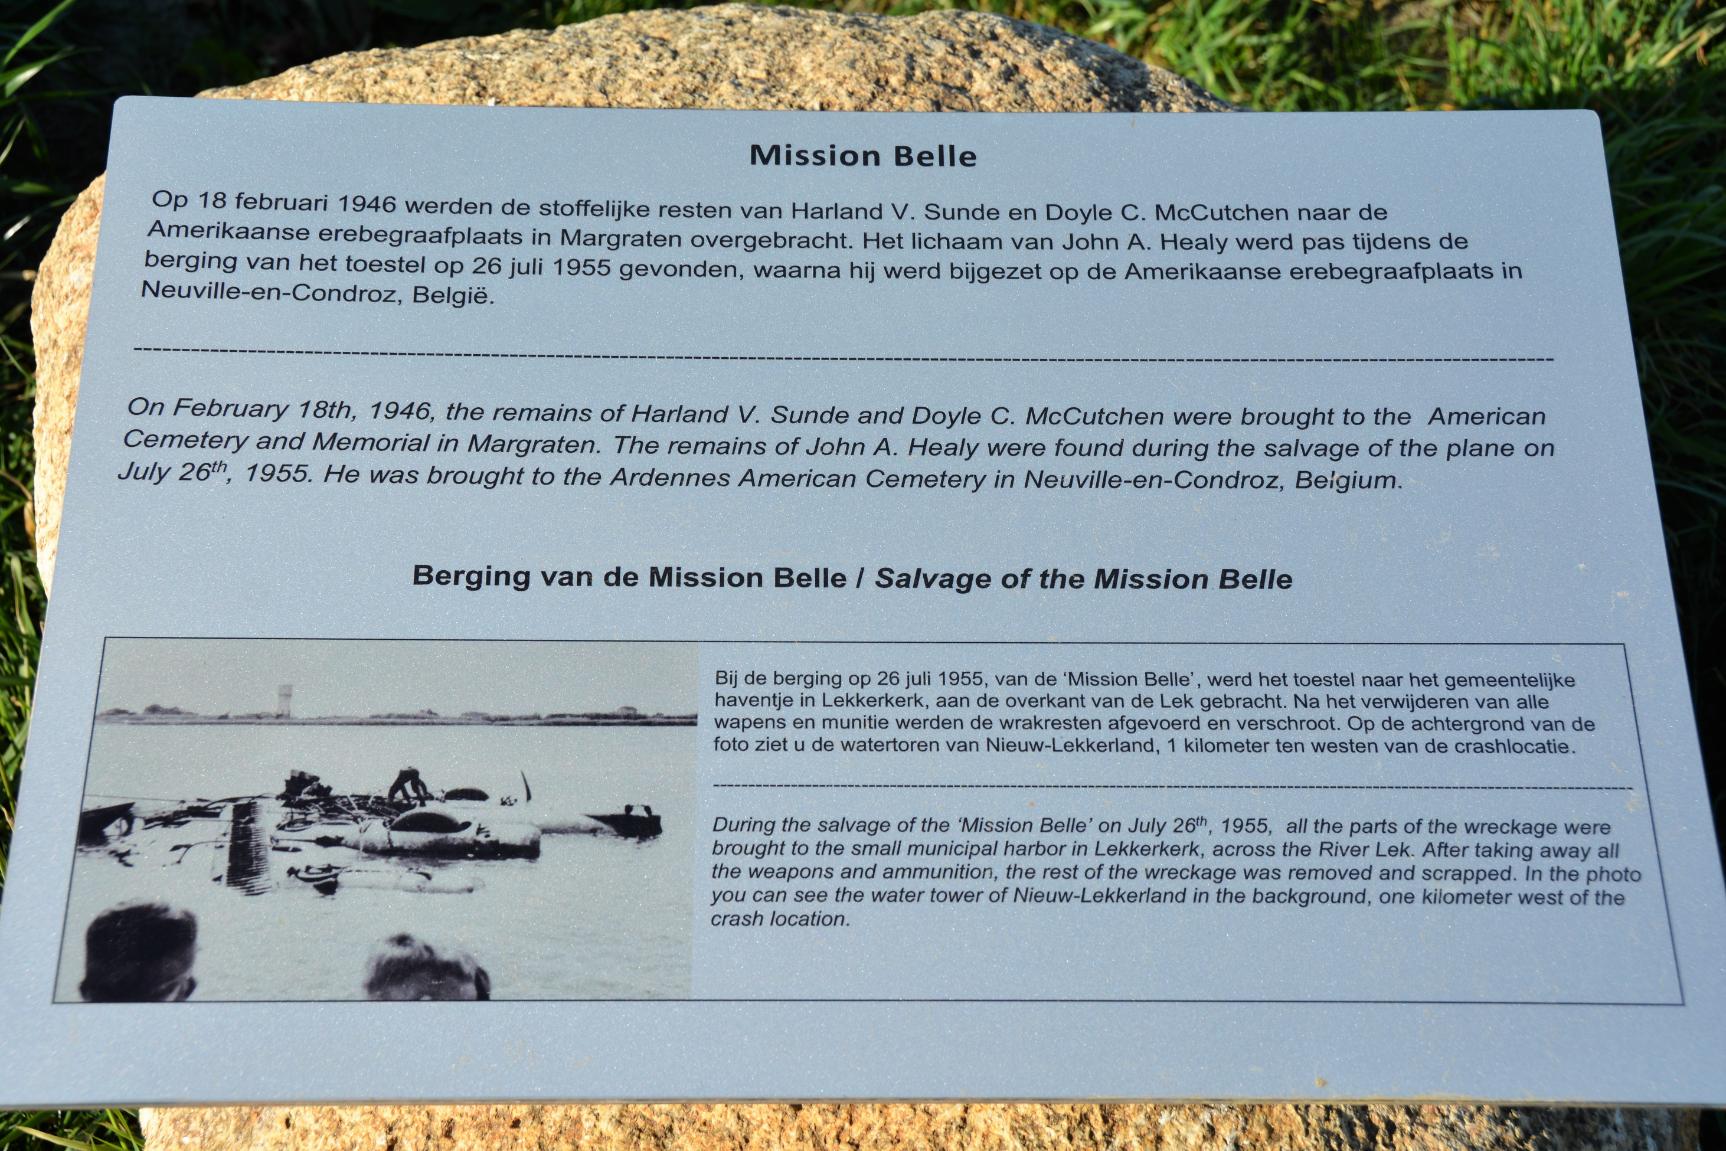 Mission Belle
Op 18 februari 1946 werden de stoffelijke resten van Harland V. Sunde en Doyle C. McCutchen naar de
Amerikaanse erebegraafplaats in Margraten overgebracht. Het lichaam van John A. Healy werd pas tijdens de
berging van het toestel op 26 juli 1955 gevonden, waarna hij werd bijgezet op de Amerikaanse erebegraafplaats in
Neuville-en-Condroz, België.
On February 18th, 1946, the remains of Harland V. Sunde and Doyle C. McCutchen were brought to the American
Cemetery and Memorial in Margraten. The remains of John A. Healy were found during the salvage of the plane on
July 26th, 1955. He was brought to the Ardennes American Cemetery in Neuville-en-Condroz, Belgium.
Berging van de Mission Belle / Salvage of the Mission Belle
Bij de berging op 26 juli 1955, van de ‘Mission Belle’, werd het toestel naar het gemeentelijke
haventje in Lekkerkerk, aan de overkant van de Lek gebracht. Na het verwijderen van alle
wapens en munitie werden de wrakresten afgevoerd en verschroot. Op de achtergrond van de
foto ziet u de watertoren van Nieuw-Lekkerland, 1 kilometer ten westen van de crashlocatie.
During the salvage of the ‘Mission Belle’ on July 26th, 1955, all the parts of the wreckage were
brought to the small municipal harbor in Lekkerkerk, across the River Lek. After taking away all
the weapons and ammunition, the rest of the wreckage was removed and scrapped. In the photo
you can see the water tower of Nieuw-Lekkerland in the background, one kilometer west of the
crash location.